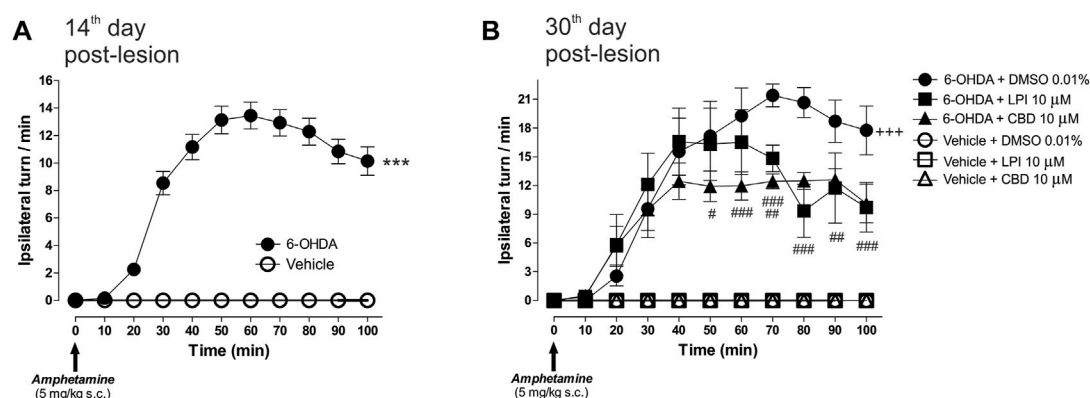 A
14th day
post-lesion
Ipsilateral turn / min
16
14
12
10
8
6
4
2
0
***
6-OHDA
Vehicle
0 10 20 30 40 50 60 70 80 90 100
Time (min)
Amphetamine
(5 mg/kg s.c.)
B
30th day
post-lesion
Ipsilateral turn / min
21
18
15
12
9
6
3
0
+++
# ### ### ## ###
##
###
0 10 20 30 40 50 60 70 80 90 100
Time (min)
Amphetamine
(5 mg/kg s.c.)
6-OHDA + DMSO 0.01%
6-OHDA + LPI 10 μM
6-OHDA + CBD 10 μM
Vehicle + DMSO 0.01%
Vehicle + LPI 10 μM
Vehicle + CBD 10 μM